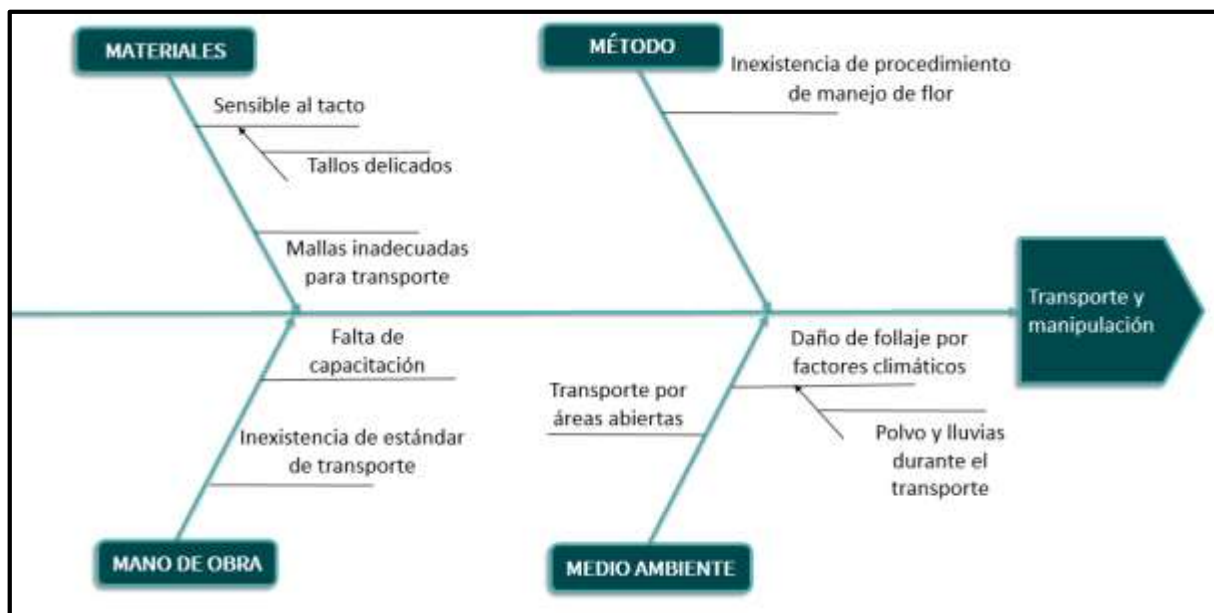 MATERIALES
Sensible al tacto
Tallos delicados
Mallas inadecuadas
para transporte
MÉTODO
Inexistencia de procedimiento
de manejo de flor
Transporte y
manipulación
Falta de
capacitación
Inexistencia de estándar
de transporte
MANO DE OBRA
Daño de follaje por
factores climáticos
Transporte por
áreas abiertas
Polvo y lluvias
durante el
transporte
MEDIO AMBIENTE